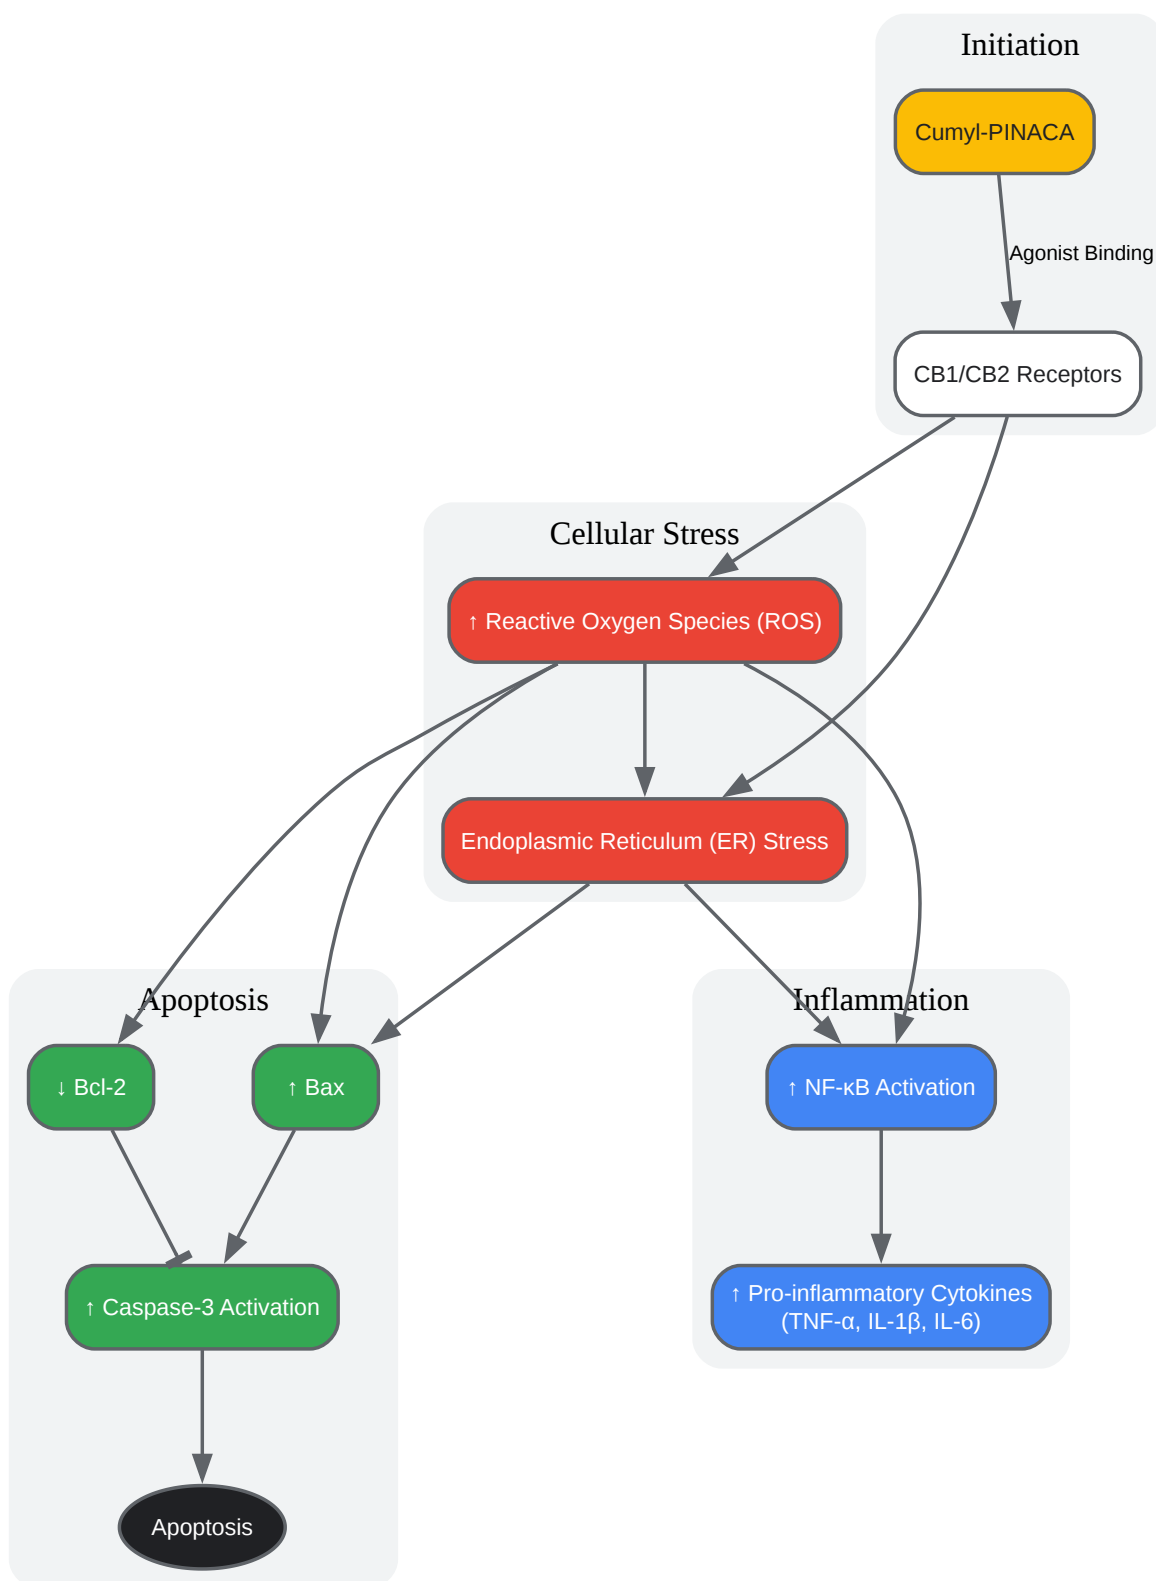 Initiation
Cumyl-PINACA
Agonist Binding
CB1/CB2 Receptors
Cellular Stress
↑ Reactive Oxygen Species (ROS)
Endoplasmic Reticulum (ER) Stress
Apoptosis
↓ Bcl-2
↑ Bax
↑ Caspase-3 Activation
Apoptosis
Inflammation
↑ NF-κB Activation
↑ Pro-inflammatory Cytokines
(TNF-α, IL-1β, IL-6)